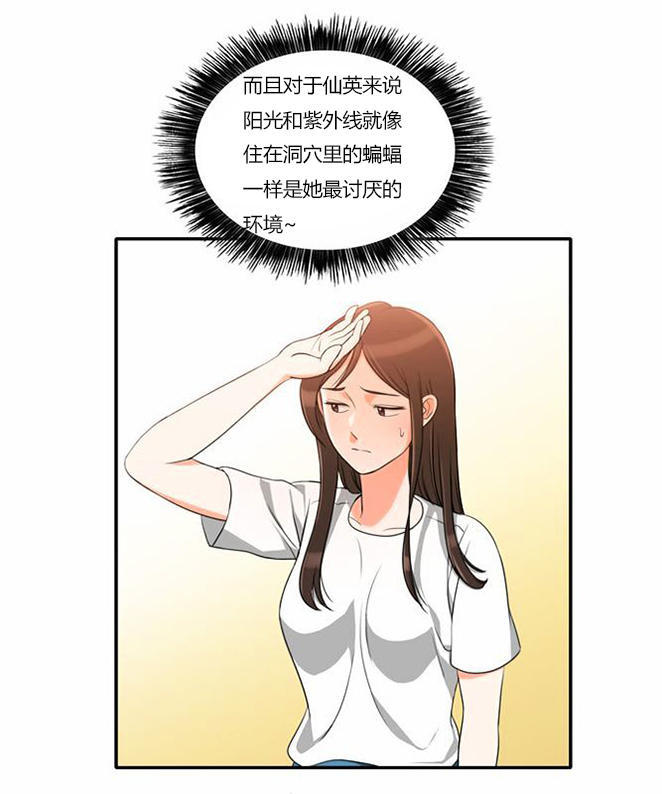 而且对于仙英来说
阳光和紫外线就像
住在洞穴里的蝙蝠
一样是她最讨厌的
环境~